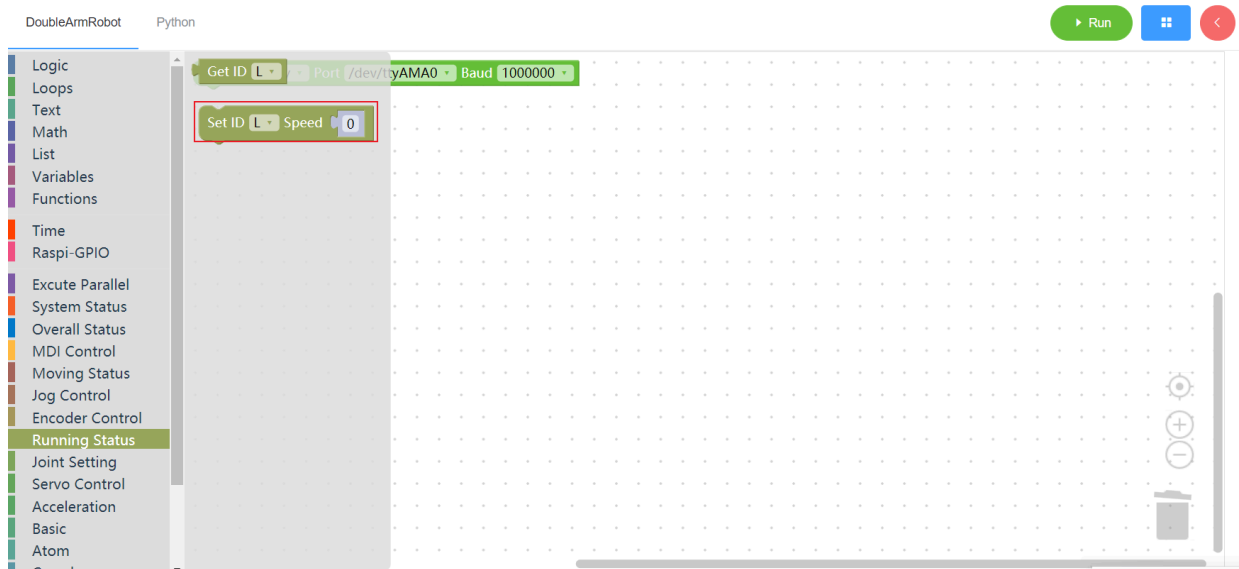 DoubleArmRobot Python Run
Logic
Loops
Text
Math
List
Variables
Functions
Time
Raspi-GPIO
Excute Parallel
System Status
Overall Status
MDI Control
Moving Status
Jog Control
Encoder Control
Running Status
Joint Setting
Servo Control
Acceleration
Basic
Atom
Get ID L Port /dev/ttyAMA0 Baud 1000000
Set ID L Speed 0